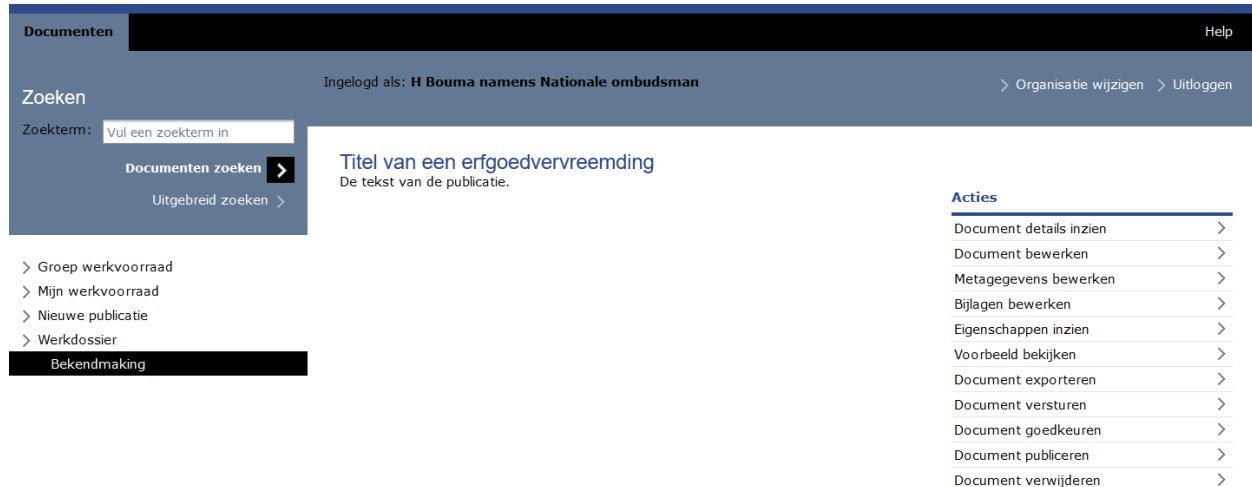 Documenten
Help
Ingelogd als: H Bouma namens Nationale ombudsman
Organisatie wijzigen
Uitloggen
Zoeken
Zoekterm: Vul een zoekterm in
Documenten zoeken
Uitgebreid zoeken
Groep werkvoorraad
Mijn werkvoorraad
Nieuwe publicatie
Werkdossier
Bekendmaking
Titel van een erfgoedvervreemding
De tekst van de publicatie.
Acties
Document details inzien
Document bewerken
Metagegevens bewerken
Bijlagen bewerken
Eigenschappen inzien
Voorbeeld bekijken
Document exporteren
Document versturen
Document goedkeuren
Document publiceren
Document verwijderen